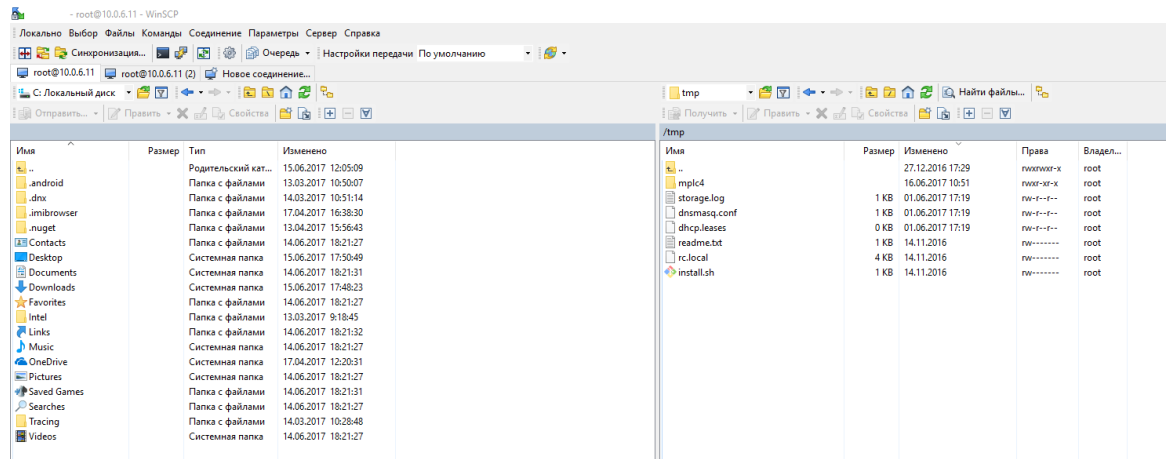 - root@10.0.6.11 - WinSCP
Локально Выбор Файлы Команды Соединение Параметры Сервер Справка
Синхронизация... Очередь Настройки передачи По умолчанию
root@10.0.6.11 root@10.0.6.11 (2) Новое соединение...
C: Локальный диск tmp Найти файлы...
Отправить... Править Свойства Получить Править Свойства
/tmp
Имя Размер Тип Изменено Имя Размер Изменено Права Владел...
.. Родительский кат... 15.06.2017 12:05:09 .. 27.12.2016 17:29 rwxrwxr-x root
.android Папка с файлами 13.03.2017 10:50:07 mplc4 16.06.2017 10:51 rwxr-xr-x root
.dnx Папка с файлами 14.03.2017 10:51:14 storage.log 1 KB 01.06.2017 17:19 rw-r--r-- root
.imibrowser Папка с файлами 17.04.2017 16:38:30 dnsmasq.conf 1 KB 01.06.2017 17:19 rw-r--r-- root
.nuget Папка с файлами 13.04.2017 15:56:43 dhcp.leases 0 KB 01.06.2017 17:19 rw-r--r-- root
Contacts Папка с файлами 14.06.2017 18:21:27 readme.txt 1 KB 14.11.2016 rw------- root
Desktop Системная папка 15.06.2017 17:50:49 rc.local 4 KB 14.11.2016 rw------- root
Documents Папка с файлами 14.06.2017 18:21:31 install.sh 1 KB 14.11.2016 rw------- root
Downloads Системная папка 15.06.2017 17:48:23
Favorites Папка с файлами 14.06.2017 18:21:27
Intel Папка с файлами 13.03.2017 9:18:45
Links Папка с файлами 14.06.2017 18:21:32
Music Системная папка 14.06.2017 18:21:27
OneDrive Системная папка 17.04.2017 12:20:31
Pictures Системная папка 14.06.2017 18:21:27
Saved Games Папка с файлами 14.06.2017 18:21:31
Searches Папка с файлами 14.06.2017 18:21:27
Tracing Папка с файлами 14.03.2017 10:28:48
Videos Системная папка 14.06.2017 18:21:27